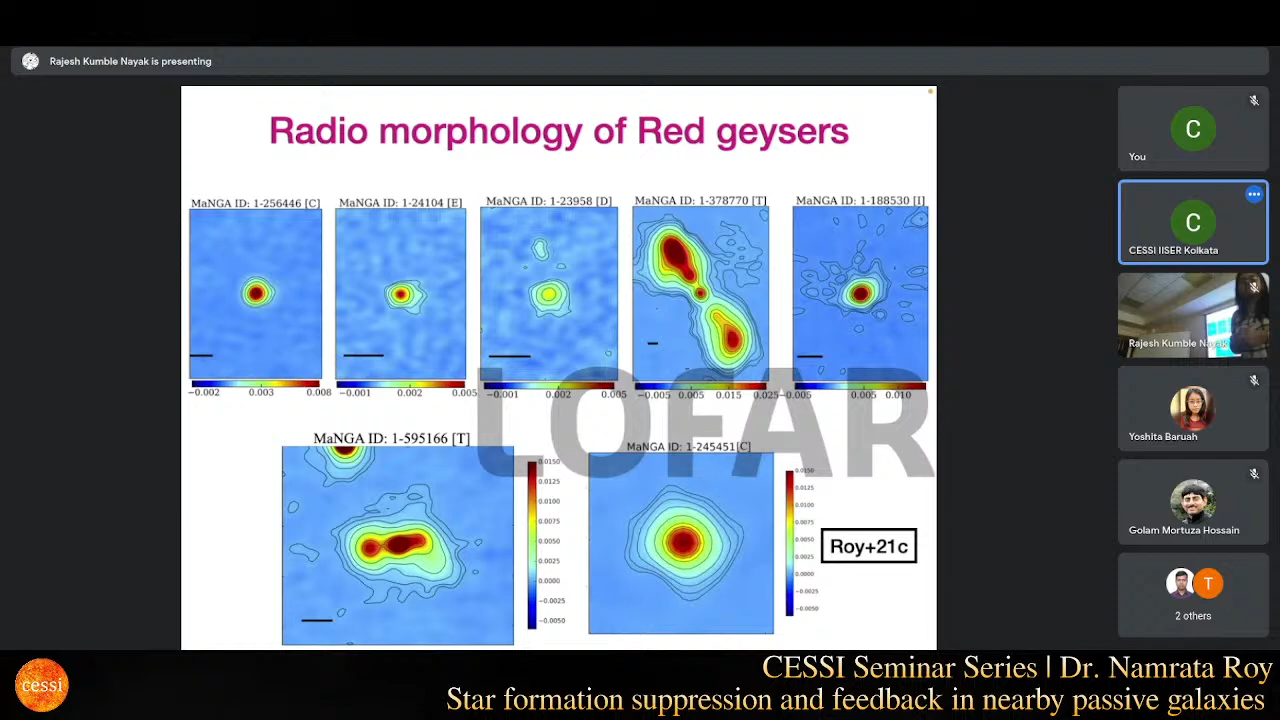 Rajesh Kumble Nayak is presenting
Radio morphology of Red geysers
MaNGA ID: 1-256446 [C]
MaNGA ID: 1-24104 [E]
MaNGA ID: 1-23958 [D]
MaNGA ID: 1-378770 [T]
MaNGA ID: 1-188530 [I]
−0.002 0.003 0.008
−0.001 0.002 0.005
−0.001 0.002 0.005
−0.005 0.005 0.015 0.025
−0.005 0.005 0.010
LOFAR
MaNGA ID: 1-595166 [T]
0.0150
0.0125
0.0100
0.0075
0.0050
0.0025
0.0000
−0.0025
−0.0050
MaNGA ID: 1-245451[C]
0.0150
0.0125
0.0100
0.0075
0.0050
0.0025
0.0000
−0.0025
−0.0050
Roy+21c
C
You
C
CESSI IISER Kolkata
Rajesh Kumble Nayak
Yoshita Baruah
Golam Mortuza Hossain
T
2 others
cessi
CESSI Seminar Series | Dr. Namrata Roy
Star formation suppression and feedback in nearby passive galaxies